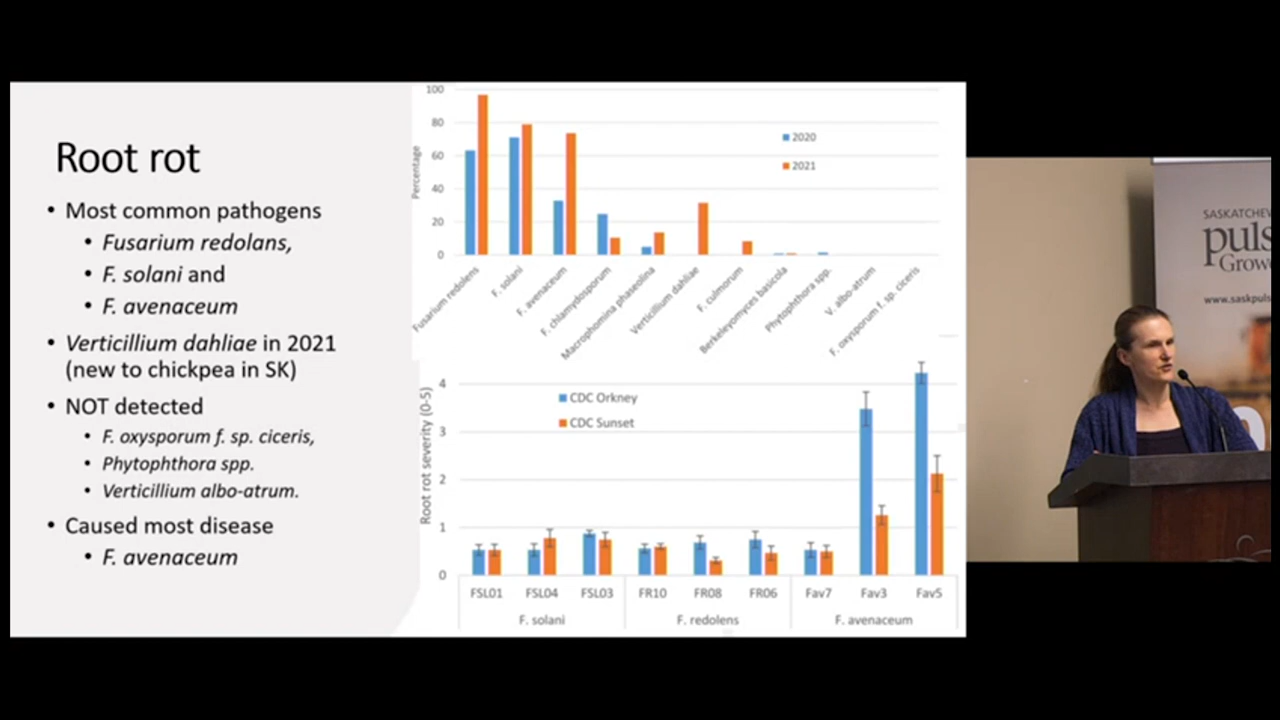 Root rot
• Most common pathogens
• Fusarium redolans,
• F. solani and
• F. avenaceum
• Verticillium dahliae in 2021
(new to chickpea in SK)
• NOT detected
• F. oxysporum f. sp. ciceris,
• Phytophthora spp.
• Verticillium albo-atrum.
• Caused most disease
• F. avenaceum
Percentage
100
80
60
40
20
0
2020
2021
Fusarium redolens
F. solani
F. avenaceum
F. chlamydosporum
Macrophomina phaseolina
Verticillium dahliae
F. culmorum
Berkeleyomyces basicola
Phytophthora spp.
V. albo-atrum
F. oxysporum f. sp. ciceris
Root rot severity (0-5)
4
3
2
1
0
CDC Orkney
CDC Sunset
FSL01 FSL04 FSL03 FR10 FR08 FR06 Fav7 Fav3 Fav5
F. solani F. redolens F. avenaceum
SASKATCHEW
puls
Growe
www.saskpuls